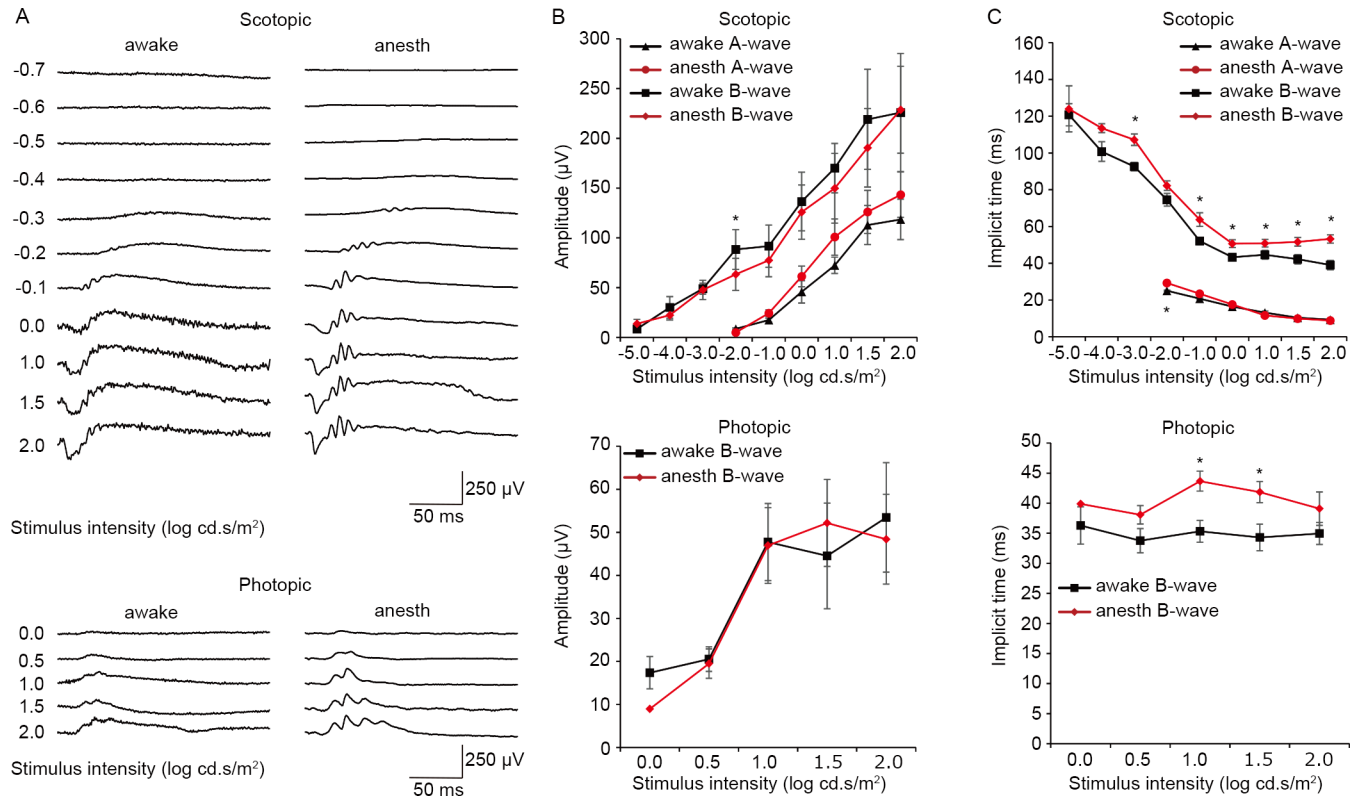 A
Scotopic
awake anesth
-0.7
-0.6
-0.5
-0.4
-0.3
-0.2
-0.1
0.0
1.0
1.5
2.0
250 µV
50 ms
Stimulus intensity (log cd.s/m²)
Photopic
awake anesth
0.0
0.5
1.0
1.5
2.0
250 µV
50 ms
Stimulus intensity (log cd.s/m²)
B
Scotopic
awake A-wave
anesth A-wave
awake B-wave
anesth B-wave
300
250
200
150
100
50
0
Amplitude (µV)
*
-5.0 -4.0 -3.0 -2.0 -1.0 0.0 1.0 1.5 2.0
Stimulus intensity (log cd.s/m²)
Photopic
awake B-wave
anesth B-wave
70
60
50
40
30
20
10
0
Amplitude (µV)
0.0 0.5 1.0 1.5 2.0
Stimulus intensity (log cd.s/m²)
C
Scotopic
awake A-wave
anesth A-wave
awake B-wave
anesth B-wave
160
140
120
100
80
60
40
20
0
Implicit time (ms)
* * * * * *
*
-5.0 -4.0 -3.0 -2.0 -1.0 0.0 1.0 1.5 2.0
Stimulus intensity (log cd.s/m²)
Photopic
50
45
40
35
30
25
20
15
10
5
0
Implicit time (ms)
* *
awake B-wave
anesth B-wave
0.0 0.5 1.0 1.5 2.0
Stimulus intensity (log cd.s/m²)